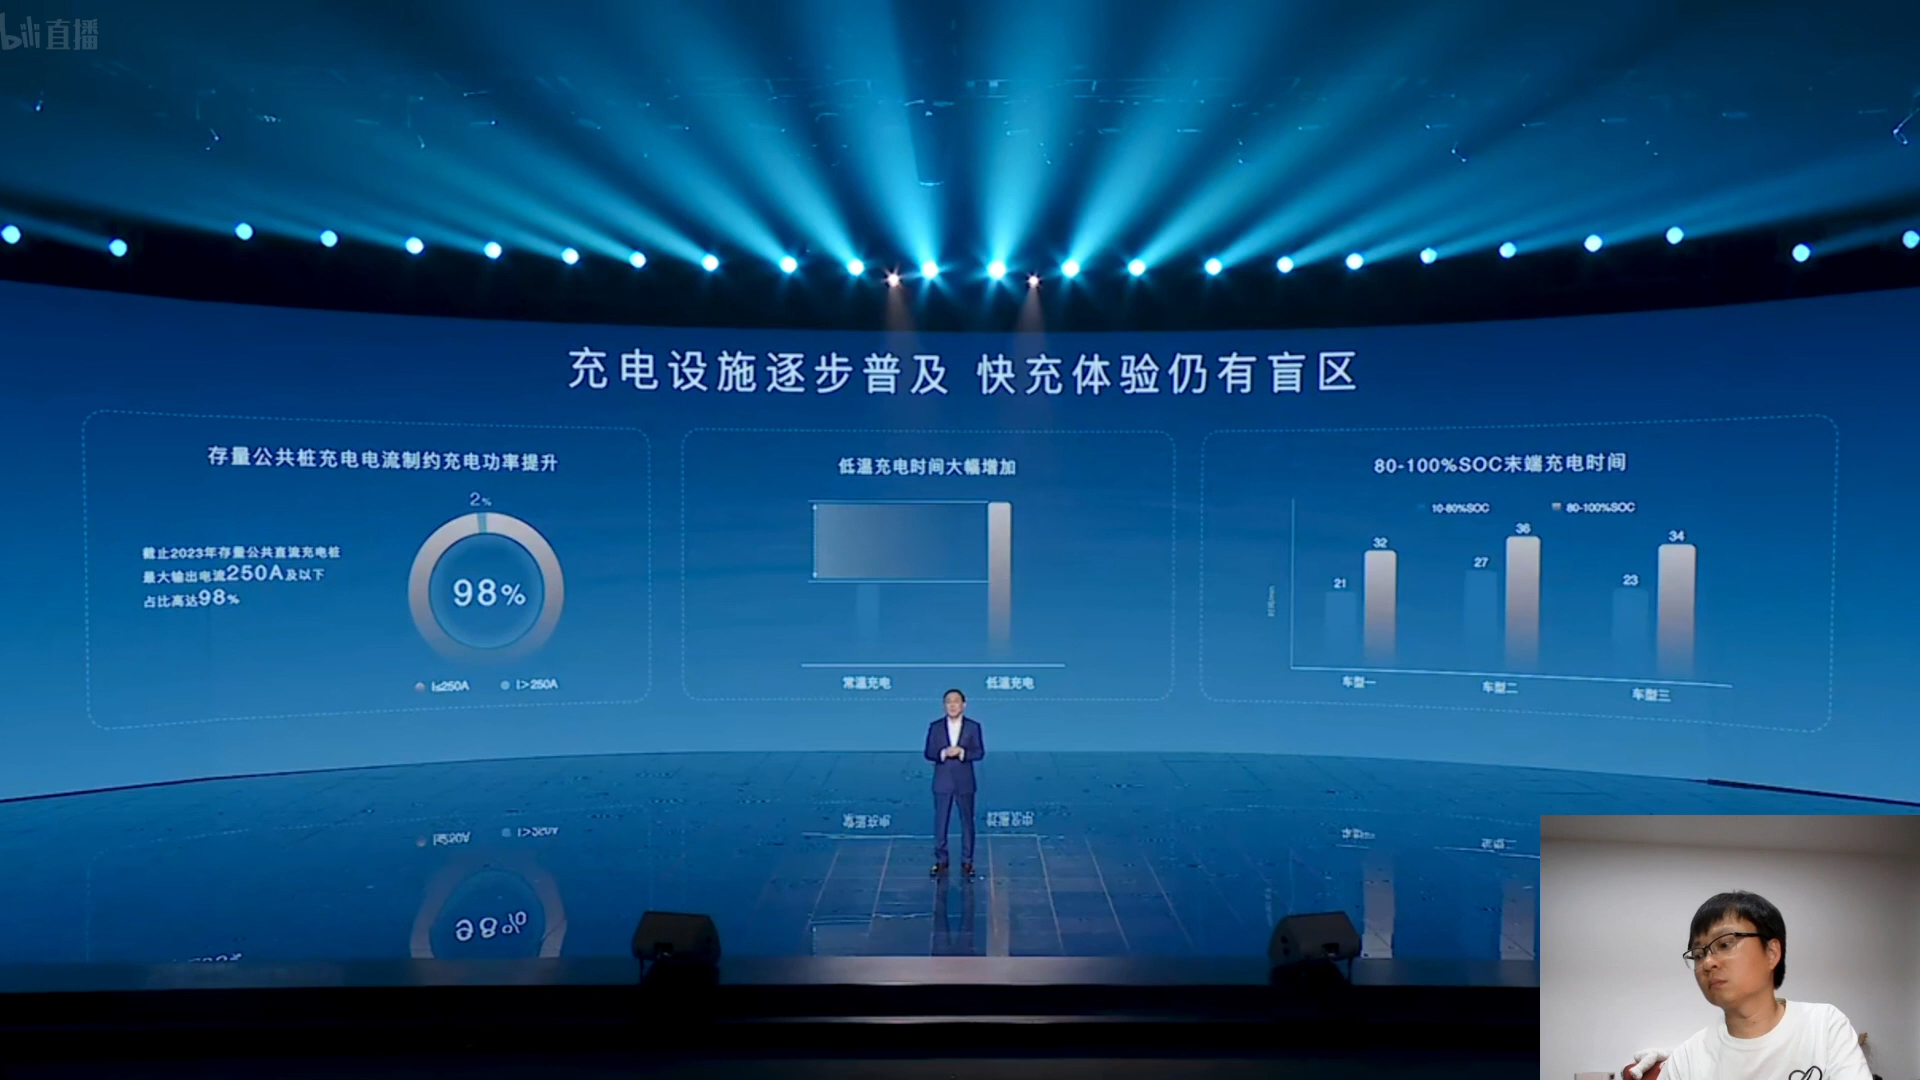 bili直播
充电设施逐步普及 快充体验仍有盲区
存量公共桩充电电流制约充电功率提升
2%
截止2023年存量公共直流充电桩
最大输出电流250A及以下
占比高达98%
98%
I≤250A
I>250A
低温充电时间大幅增加
常温充电
低温充电
80-100%SOC末端充电时间
10-80%SOC
80-100%SOC
21
32
27
36
23
34
车型一
车型二
车型三